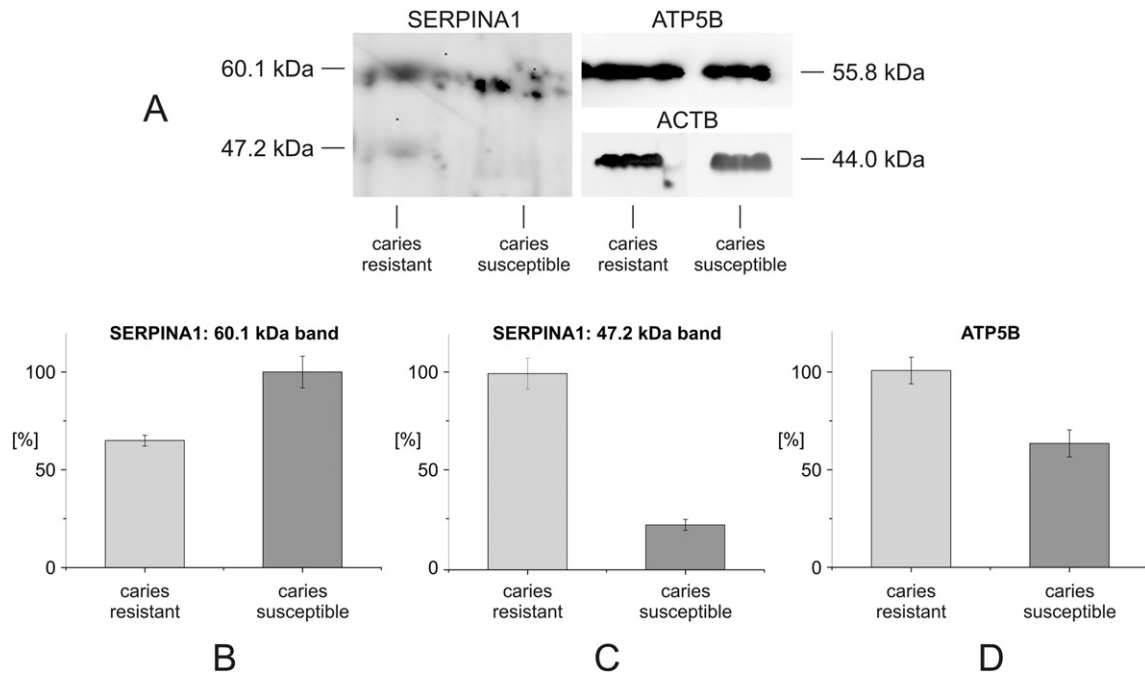 SERPINA1
ATP5B
60.1 kDa
55.8 kDa
A
ACTB
47.2 kDa
44.0 kDa
caries
resistant
caries
susceptible
caries
resistant
caries
susceptible
SERPINA1: 60.1 kDa band
100
[%]
50
0
caries
resistant
caries
susceptible
B
SERPINA1: 47.2 kDa band
100
[%]
50
0
caries
resistant
caries
susceptible
C
ATP5B
100
[%]
50
0
caries
resistant
caries
susceptible
D